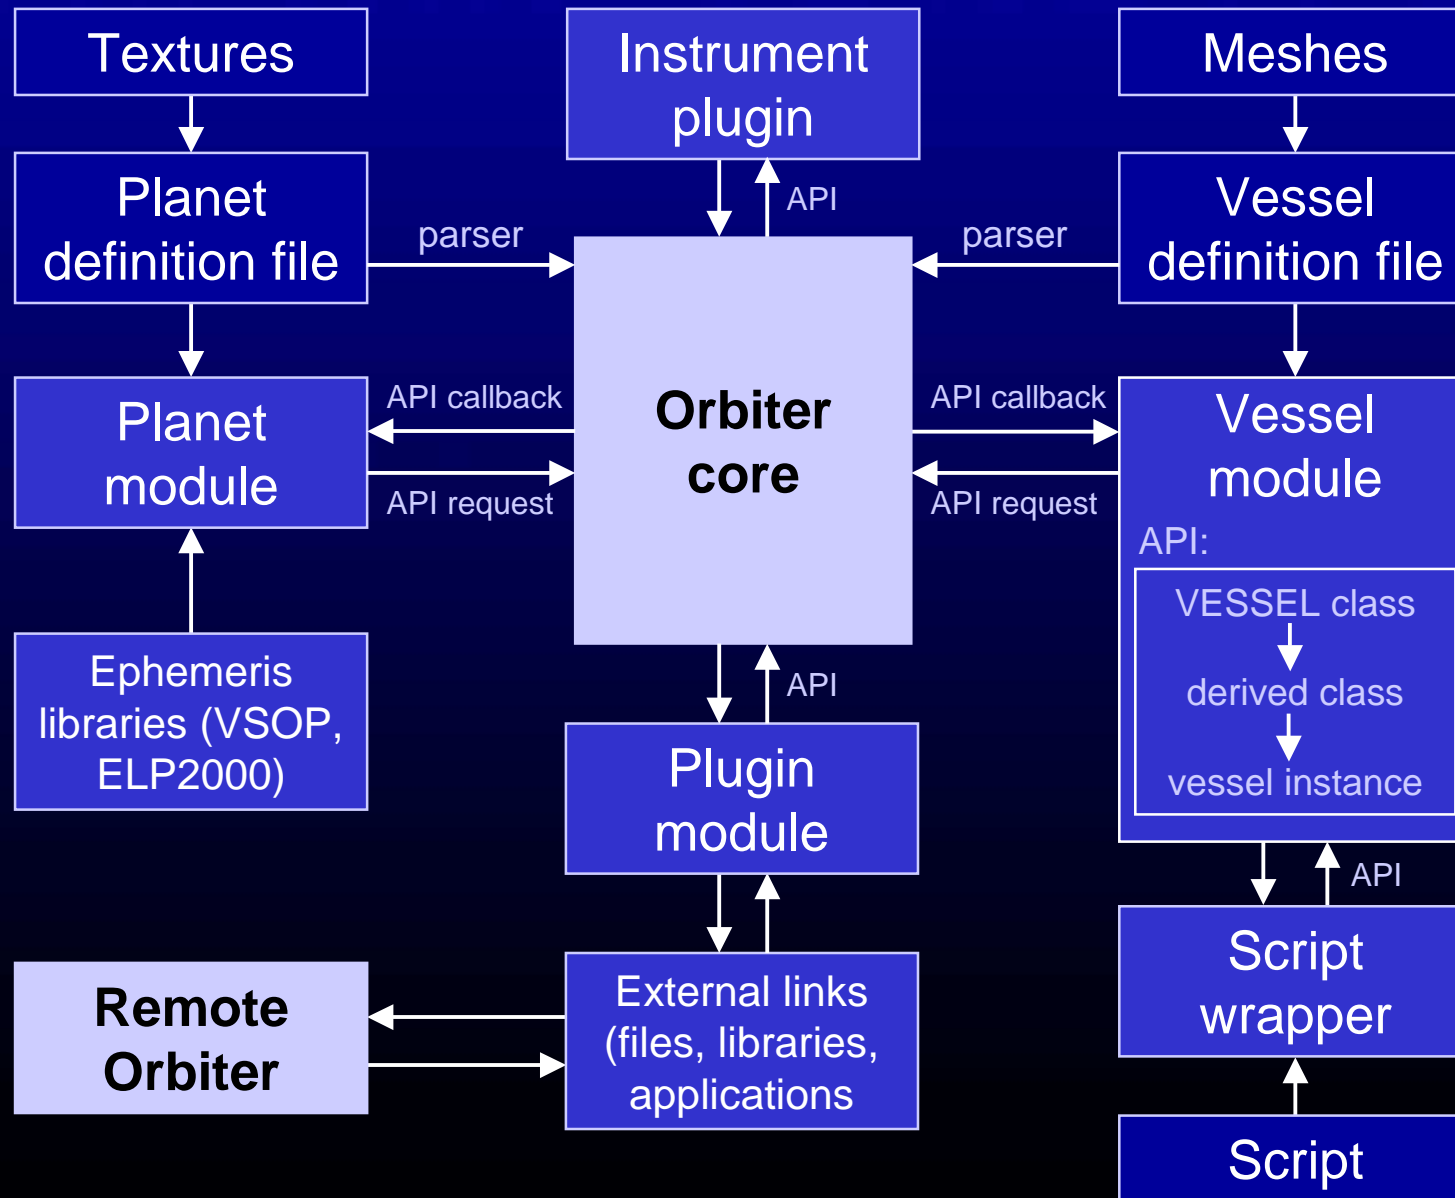 Textures
Instrument
plugin
Meshes
Planet
definition file
parser
API
parser
Vessel
definition file
Planet
module
API callback
API request
Orbiter
core
API callback
API request
Vessel
module
API:
VESSEL class
derived class
vessel instance
Ephemeris
libraries (VSOP,
ELP2000)
API
Plugin
module
API
Remote
Orbiter
External links
(files, libraries,
applications
Script
wrapper
Script